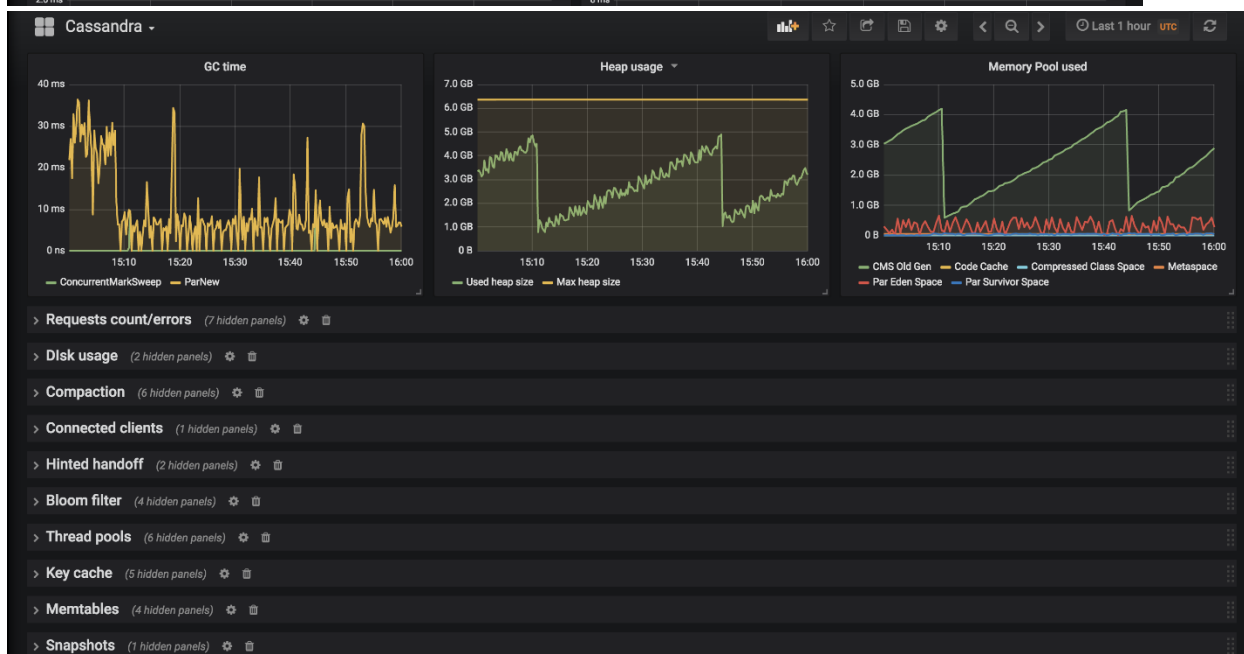 2.5 ms
0 ms
Cassandra
Last 1 hour UTC
GC time
40 ms
30 ms
20 ms
10 ms
0 ns
15:10 15:20 15:30 15:40 15:50 16:00
ConcurrentMarkSweep ParNew
Heap usage
7.0 GB
6.0 GB
5.0 GB
4.0 GB
3.0 GB
2.0 GB
1.0 GB
0 B
15:10 15:20 15:30 15:40 15:50 16:00
Used heap size Max heap size
Memory Pool used
5.0 GB
4.0 GB
3.0 GB
2.0 GB
1.0 GB
0 B
15:10 15:20 15:30 15:40 15:50 16:00
CMS Old Gen Code Cache Compressed Class Space Metaspace
Par Eden Space Par Survivor Space
Requests count/errors (7 hidden panels)
DIsk usage (2 hidden panels)
Compaction (6 hidden panels)
Connected clients (1 hidden panels)
Hinted handoff (2 hidden panels)
Bloom filter (4 hidden panels)
Thread pools (6 hidden panels)
Key cache (5 hidden panels)
Memtables (4 hidden panels)
Snapshots (1 hidden panels)